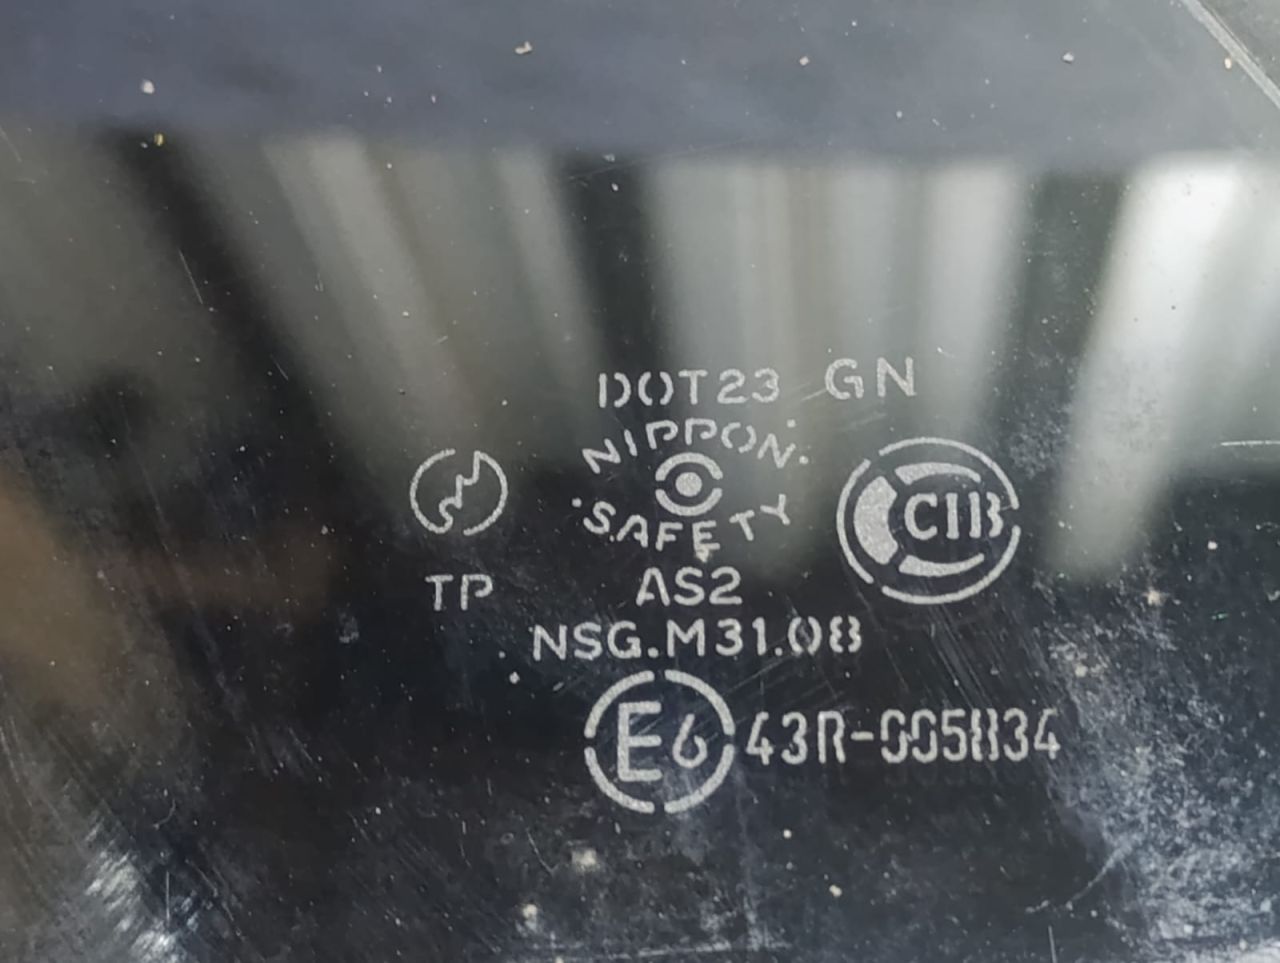 DOT23 GN
NIPPON
SAFETY
CIB
TP
AS2
NSG.M31.08
E6 43R-005834